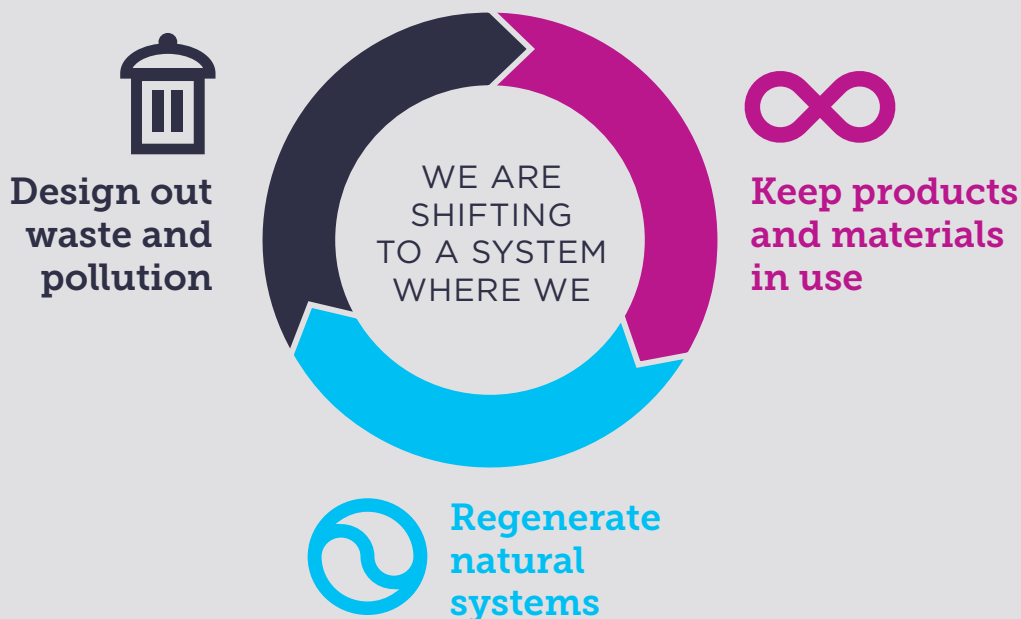 WE ARE
SHIFTING
TO A SYSTEM
WHERE WE
Design out
waste and
pollution
Keep products
and materials
in use
Regenerate
natural
systems